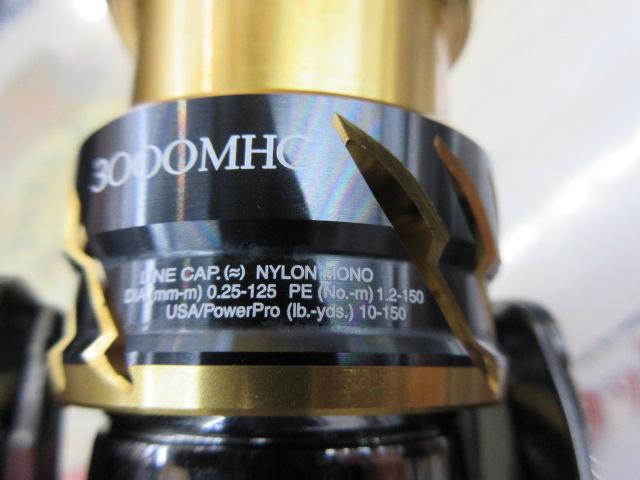 3000MHG
LINE CAP.(≈) NYLON MONO
DIA(mm-m) 0.25-125 PE (No.-m) 1.2-150
USA/PowerPro (lb.-yds.) 10-150